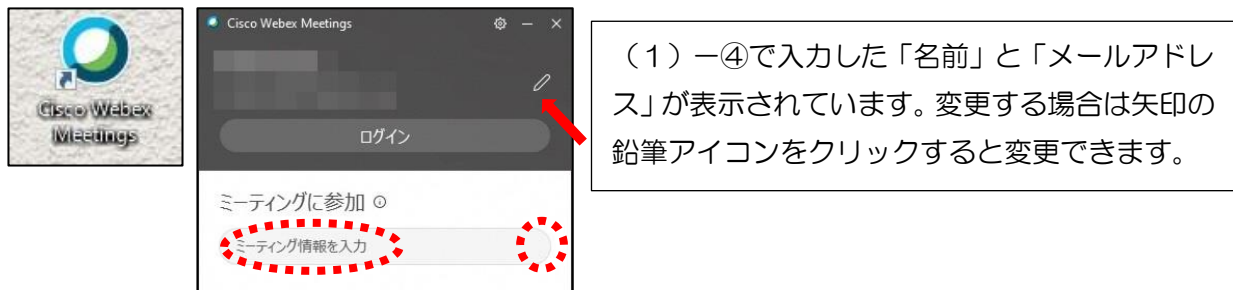 Cisco Webex
Meetings
Cisco Webex Meetings
ログイン
ミーティングに参加
ミーティング情報を入力
（１）－④で入力した「名前」と「メールアドレ
ス」が表示されています。変更する場合は矢印の
鉛筆アイコンをクリックすると変更できます。